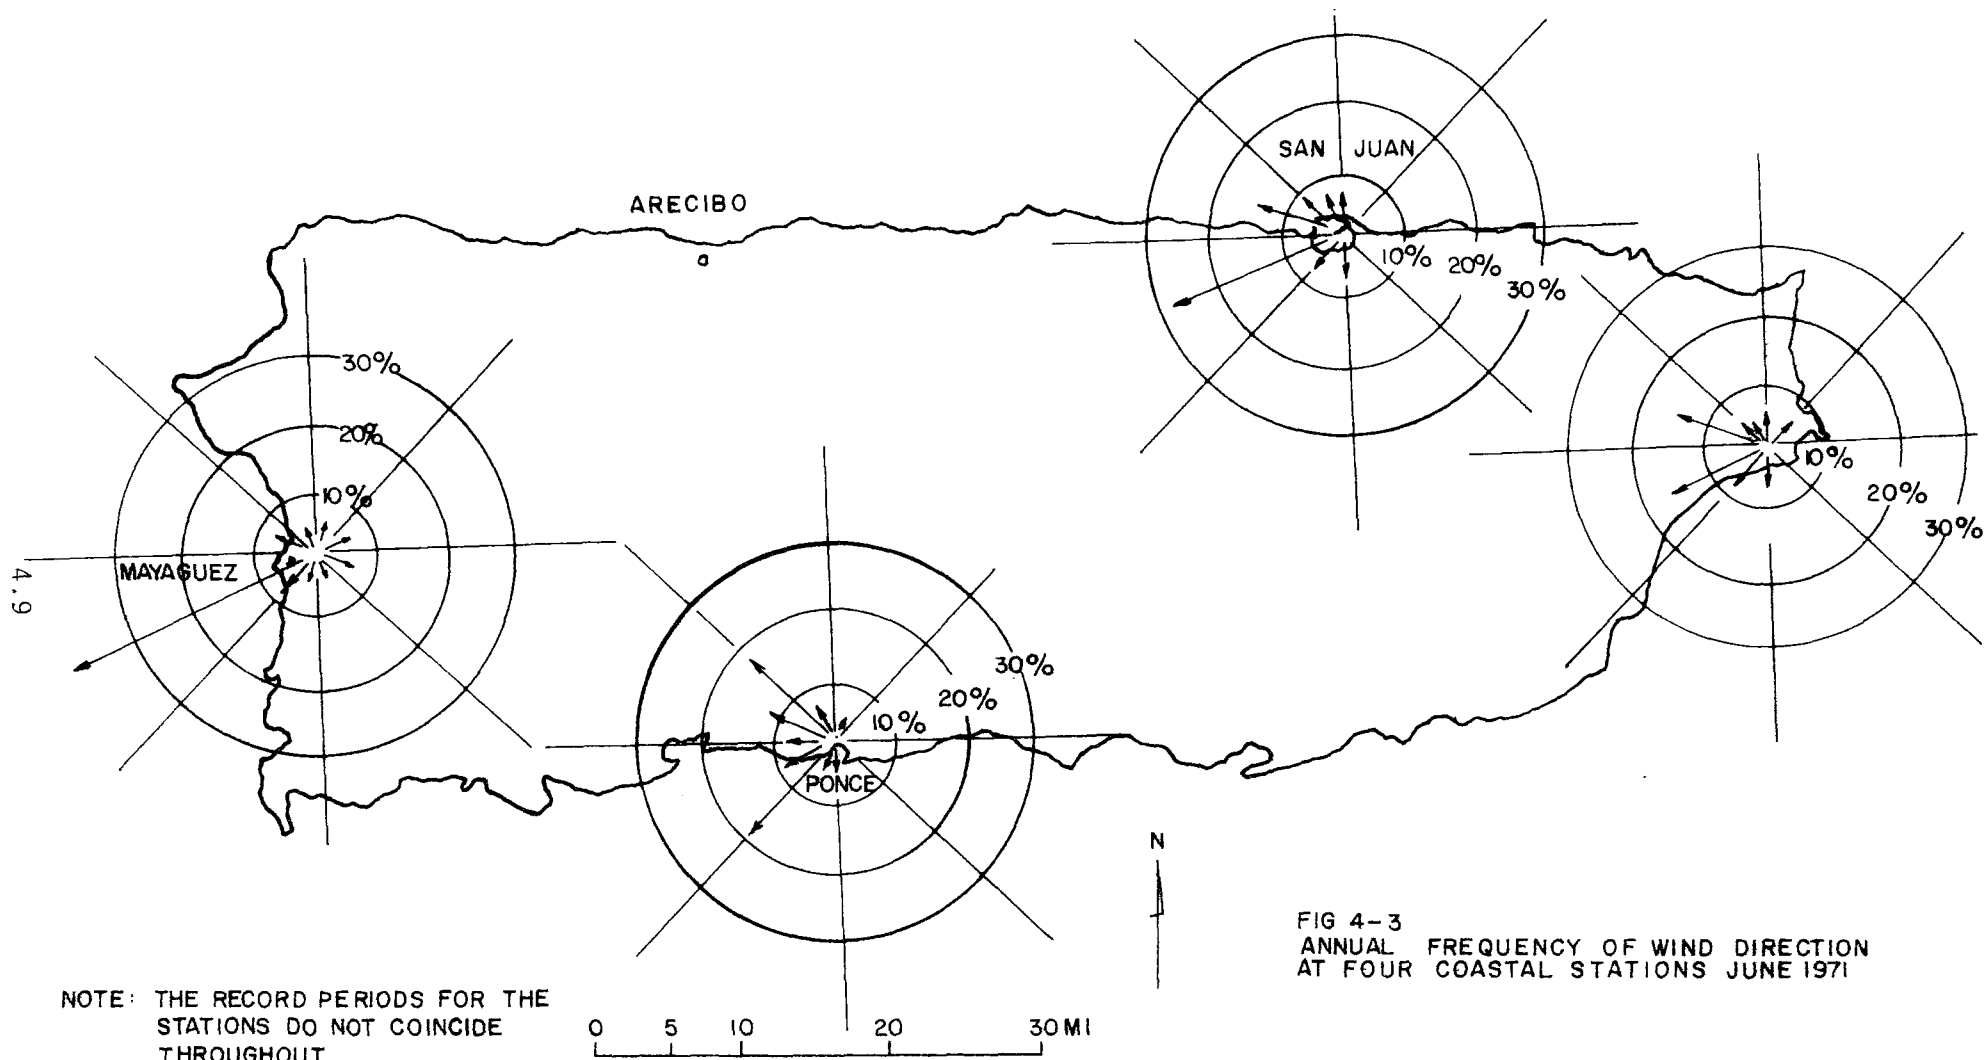 SAN JUAN
ARECIBO
10% 20% 30%
30%
20%
10%
MAYAGUEZ
10%
20%
30%
30%
20%
10%
PONCE
4.9
N
FIG 4-3
ANNUAL FREQUENCY OF WIND DIRECTION
AT FOUR COASTAL STATIONS JUNE 1971
NOTE: THE RECORD PERIODS FOR THE
STATIONS DO NOT COINCIDE
THROUGHOUT
0 5 10 20 30 MI